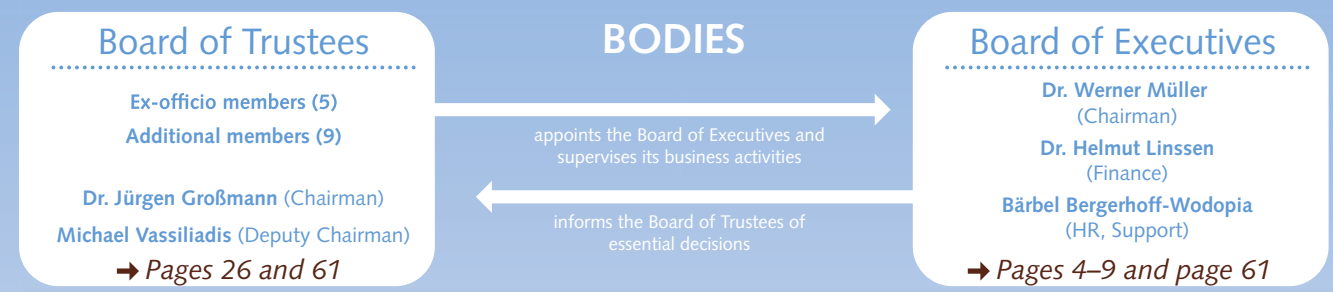 Board of Trustees
Ex-officio members (5)
Additional members (9)
Dr. Jürgen Großmann (Chairman)
Michael Vassiliadis (Deputy Chairman)
→ Pages 26 and 61
BODIES
appoints the Board of Executives and
supervises its business activities
informs the Board of Trustees of
essential decisions
Board of Executives
Dr. Werner Müller
(Chairman)
Dr. Helmut Linssen
(Finance)
Bärbel Bergerhoff-Wodopia
(HR, Support)
→ Pages 4–9 and page 61